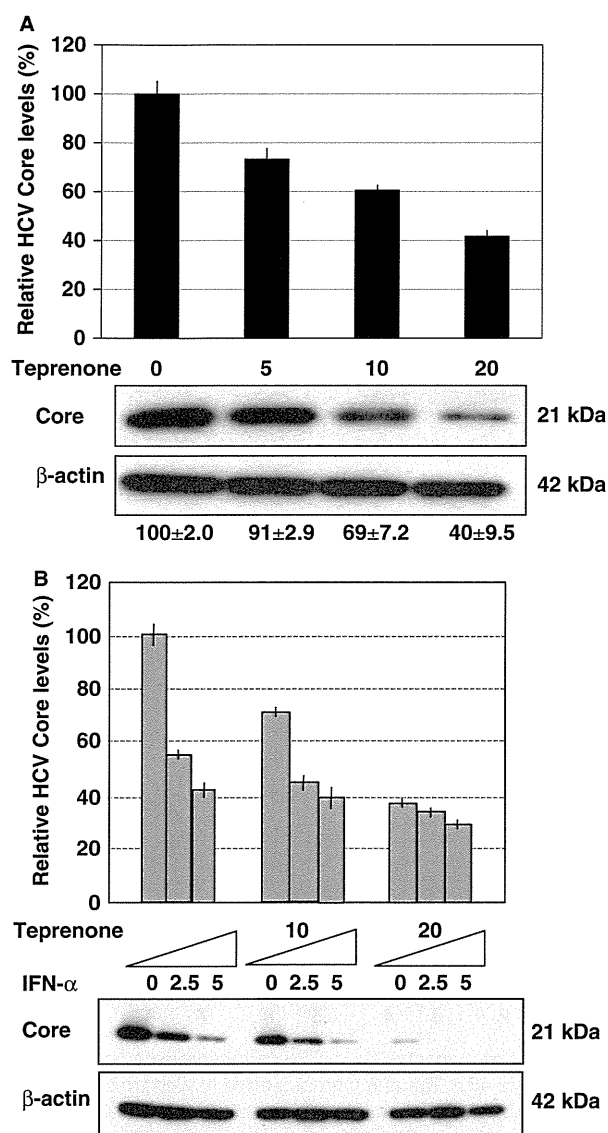 A
Relative HCV Core levels (%)
120
100
80
60
40
20
0
Teprenone 0 5 10 20
Core 21 kDa
β-actin 42 kDa
100±2.0 91±2.9 69±7.2 40±9.5
B
Relative HCV Core levels (%)
120
100
80
60
40
30
20
0
Teprenone 10 20
IFN-α 0 2.5 5 0 2.5 5 0 2.5 5
Core 21 kDa
β-actin 42 kDa